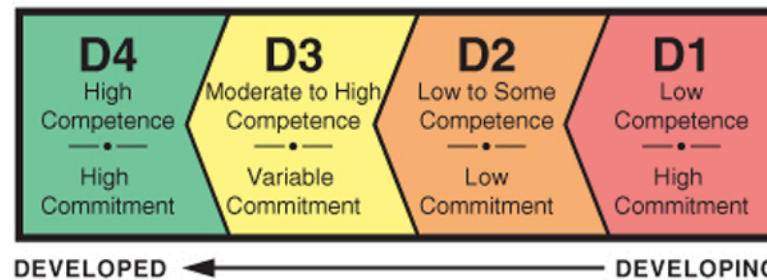 D4
High
Competence
High
Commitment
D3
Moderate to High
Competence
Variable
Commitment
D2
Low to Some
Competence
Low
Commitment
D1
Low
Competence
High
Commitment
DEVELOPED
DEVELOPING